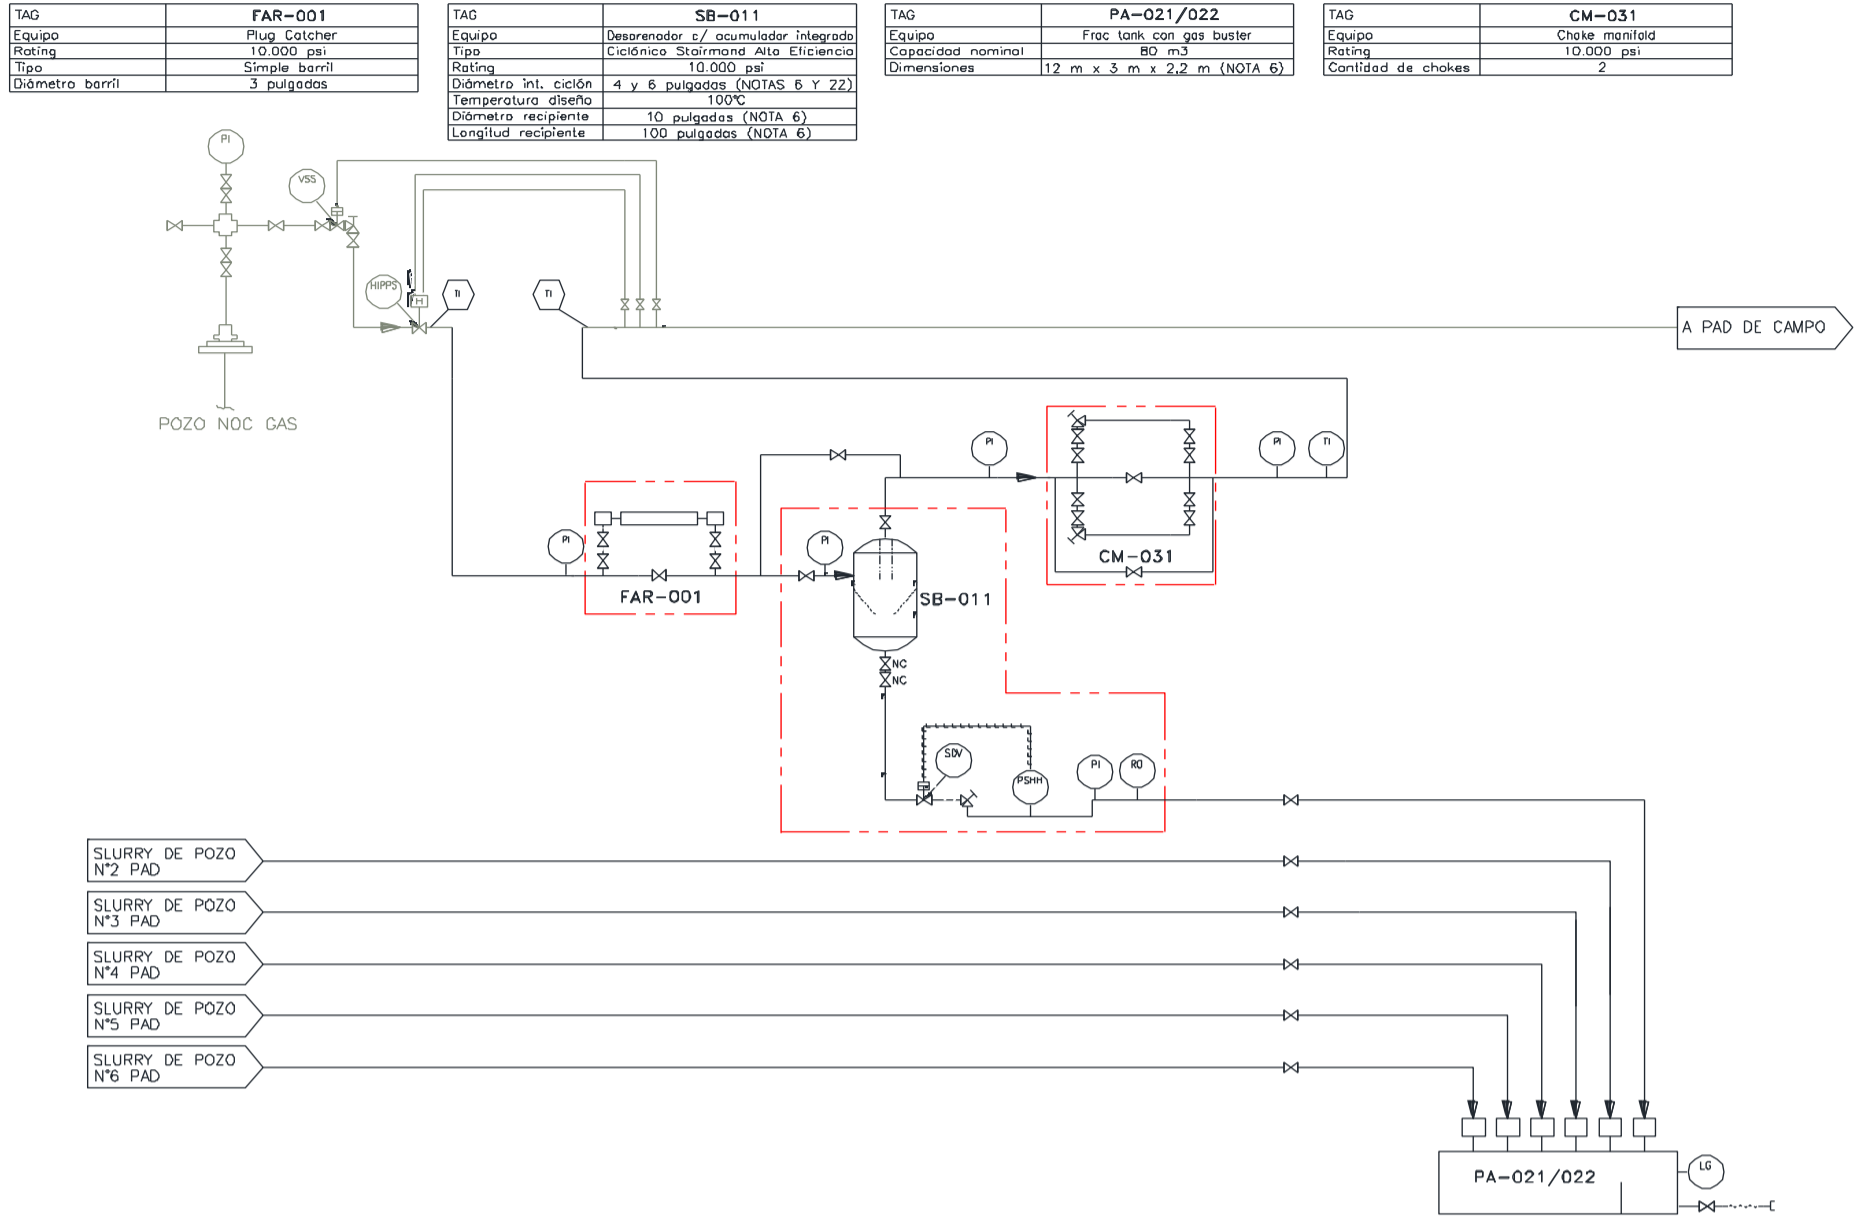 TAG FAR-001
Equipo Plug Catcher
Rating 10.000 psi
Tipo Simple barril
Diámetro barril 3 pulgadas
TAG SB-011
Equipo Desarenador c/ acumulador integrado
Tipo Ciclónico Stairmand Alta Eficiencia
Rating 10.000 psi
Diámetro int. ciclón 4 y 6 pulgadas (NOTAS 6 Y 22)
Temperatura diseño 100°C
Diámetro recipiente 10 pulgadas (NOTA 6)
Longitud recipiente 100 pulgadas (NOTA 6)
TAG PA-021/022
Equipo Frac tank con gas buster
Capacidad nominal 80 m3
Dimensiones 12 m x 3 m x 2,2 m (NOTA 6)
TAG CM-031
Equipo Choke manifold
Rating 10.000 psi
Cantidad de chokes 2
PI
VSS
HIPPS
H
TI
TI
A PAD DE CAMPO
POZO NOC GAS
PI
PI
TI
PI
PI
CM-031
FAR-001
SB-011
NC
NC
SDV
PSHH
PI
RO
SLURRY DE POZO
N°2 PAD
SLURRY DE POZO
N°3 PAD
SLURRY DE POZO
N°4 PAD
SLURRY DE POZO
N°5 PAD
SLURRY DE POZO
N°6 PAD
PA-021/022
LG